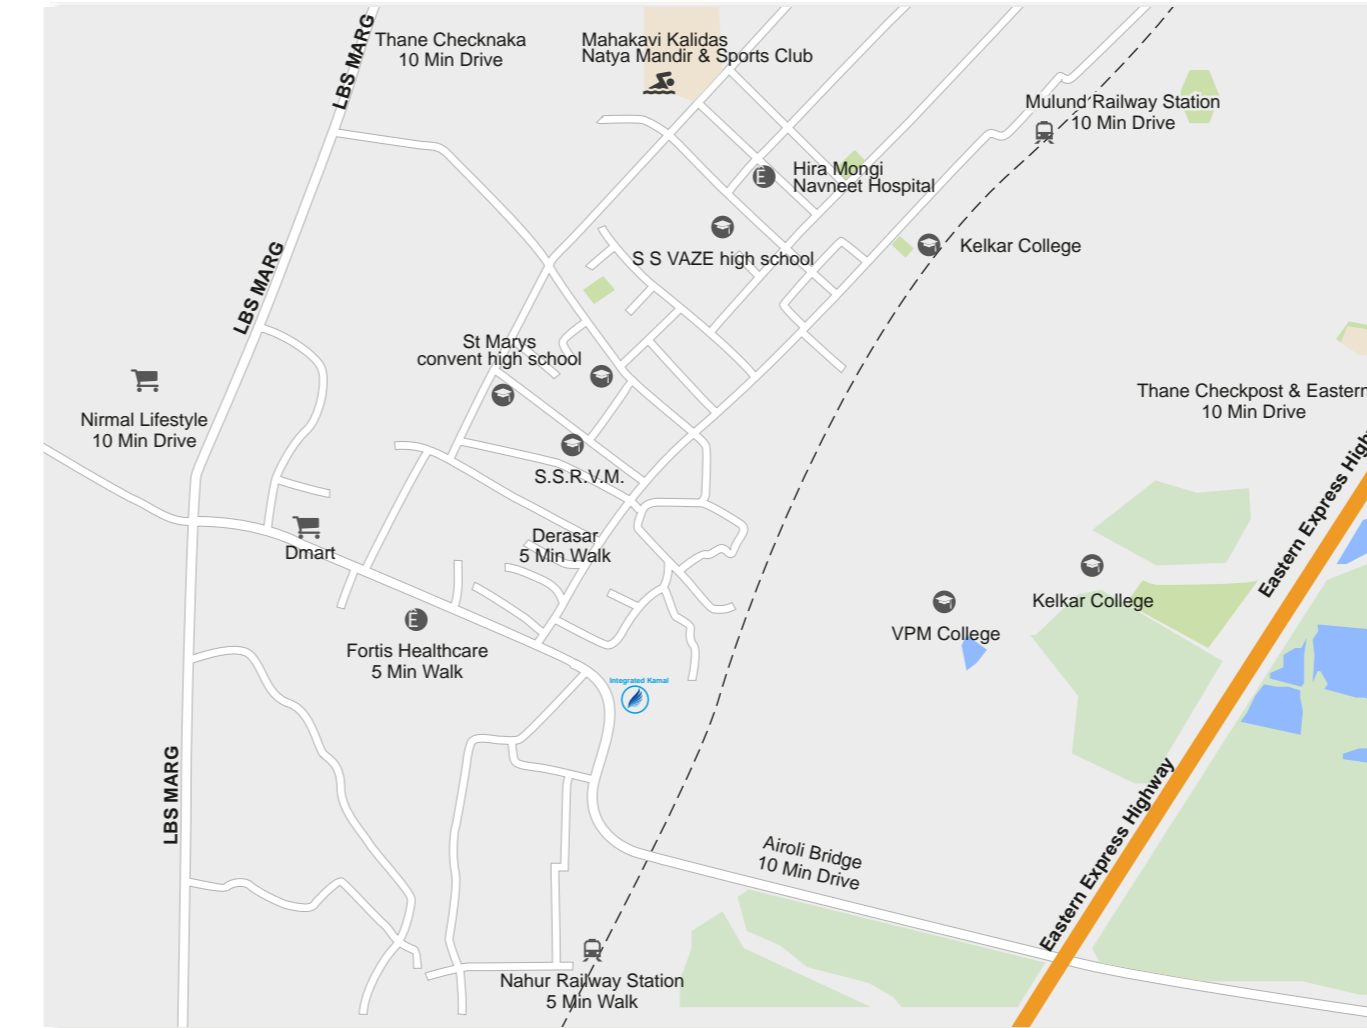 LBS MARG
Thane Checknaka
10 Min Drive
Mahakavi Kalidas
Natya Mandir & Sports Club
Mulund Railway Station
10 Min Drive
Hira Mongi
Navneet Hospital
S S VAZE high school
Kelkar College
LBS MARG
St Marys
convent high school
Nirmal Lifestyle
10 Min Drive
Thane Checkpost & Eastern
10 Min Drive
S.S.R.V.M.
Dmart
Derasar
5 Min Walk
Eastern Express High
Kelkar College
VPM College
Fortis Healthcare
5 Min Walk
Integrated Kamal
LBS MARG
Eastern Express Highway
Airoli Bridge
10 Min Drive
Nahur Railway Station
5 Min Walk